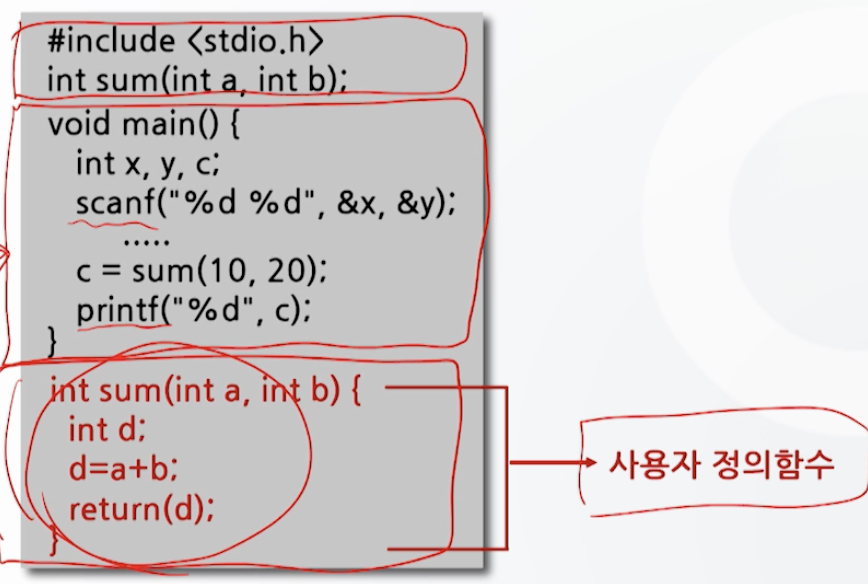 #include <stdio.h>
int sum(int a, int b);
void main() {
int x, y, c;
scanf("%d %d", &x, &y);
.....
c = sum(10, 20);
printf("%d", c);
}
int sum(int a, int b) {
int d;
d=a+b;
return(d);
}
사용자 정의함수